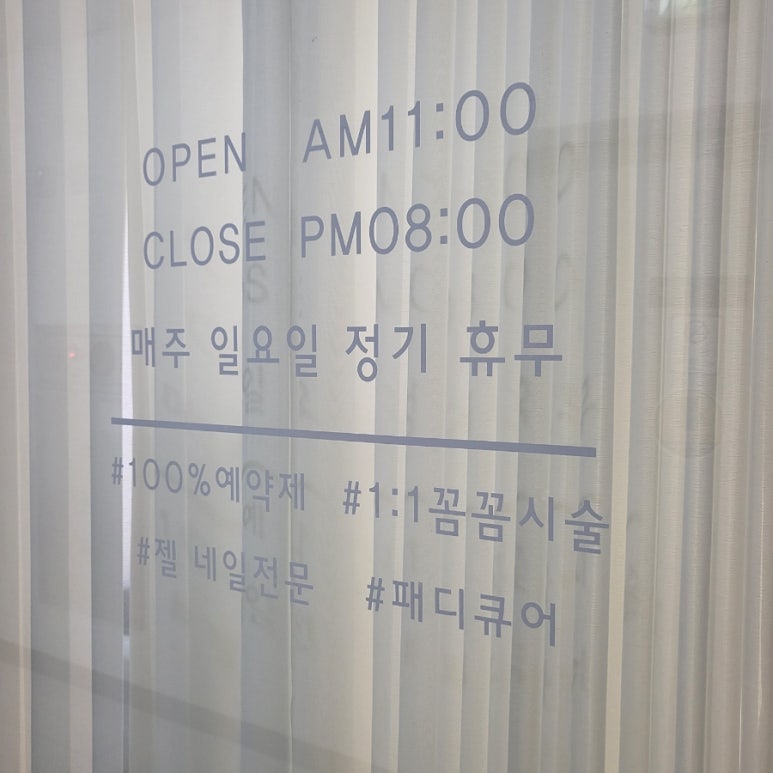 OPEN AM11:00
CLOSE PM08:00
매주 일요일 정기 휴무
#100%예약제 #1:1꼼꼼시술
#젤 네일전문 #패디큐어